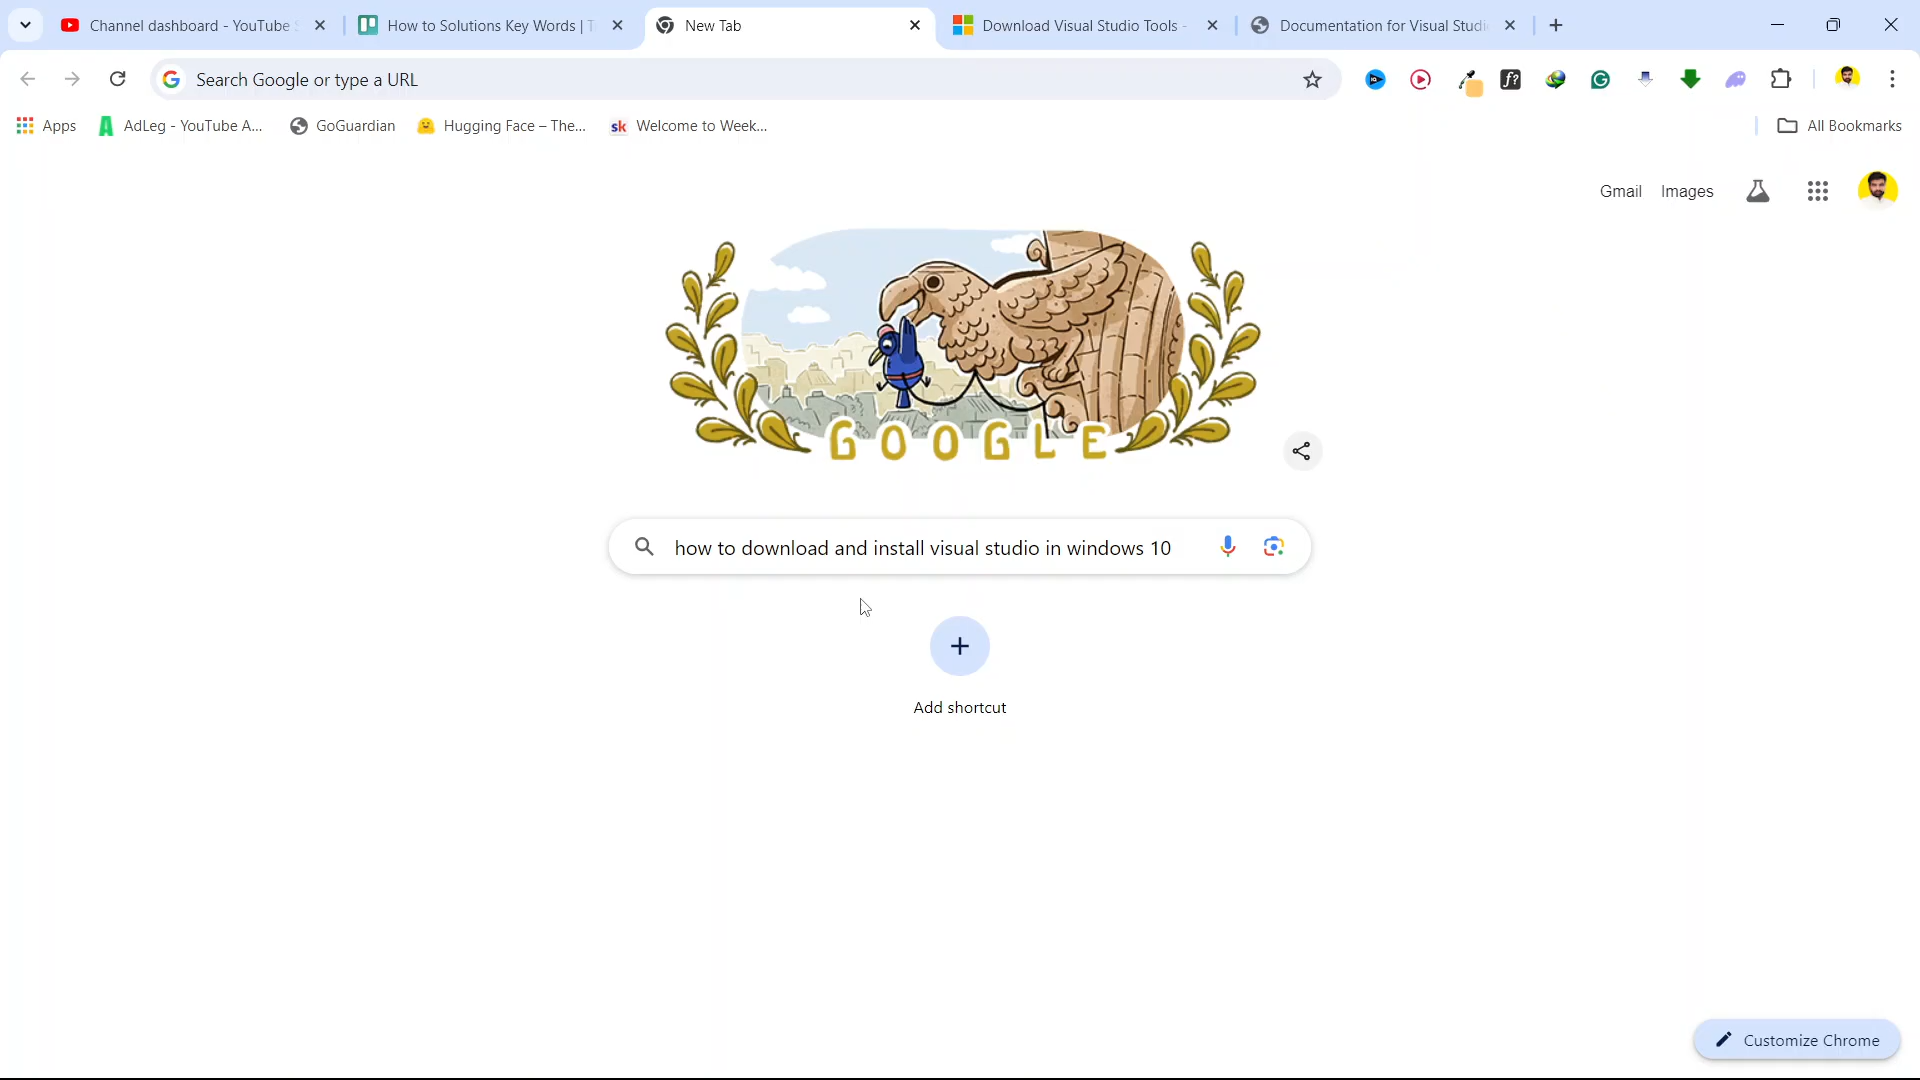 Channel dashboard - YouTube S
How to Solutions Key Words | T
New Tab
Download Visual Studio Tools -
Documentation for Visual Studi
Search Google or type a URL
Apps
AdLeg - YouTube A...
GoGuardian
Hugging Face – The...
sk Welcome to Week...
All Bookmarks
Gmail Images
GOOGLE
how to download and install visual studio in windows 10
Add shortcut
Customize Chrome